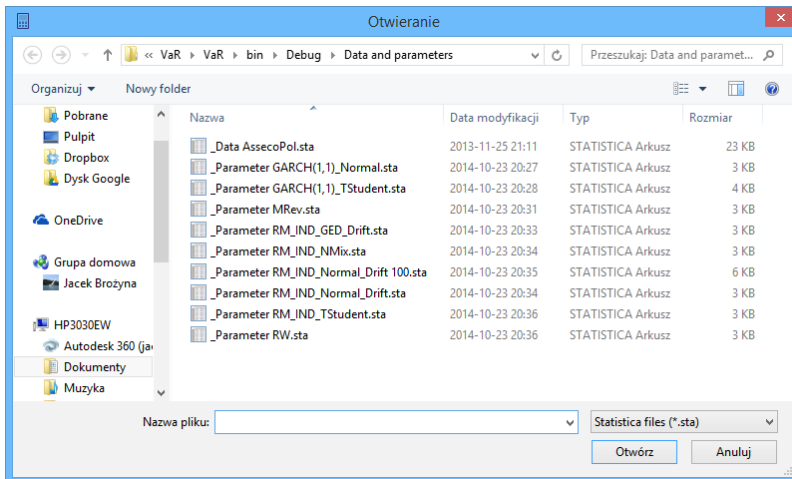 Otwieranie
« VaR ▸ VaR ▸ bin ▸ Debug ▸ Data and parameters
Przeszukaj: Data and paramet...
Organizuj
Nowy folder
Pobrane
Pulpit
Dropbox
Dysk Google
OneDrive
Grupa domowa
Jacek Brożyna
HP3030EW
Autodesk 360 (ja
Dokumenty
Muzyka
Nazwa Data modyfikacji Typ Rozmiar
_Data AssecoPol.sta 2013-11-25 21:11 STATISTICA Arkusz 23 KB
_Parameter GARCH(1,1)_Normal.sta 2014-10-23 20:27 STATISTICA Arkusz 3 KB
_Parameter GARCH(1,1)_TStudent.sta 2014-10-23 20:28 STATISTICA Arkusz 4 KB
_Parameter MRev.sta 2014-10-23 20:31 STATISTICA Arkusz 3 KB
_Parameter RM_IND_GED_Drift.sta 2014-10-23 20:33 STATISTICA Arkusz 3 KB
_Parameter RM_IND_NMix.sta 2014-10-23 20:34 STATISTICA Arkusz 3 KB
_Parameter RM_IND_Normal_Drift 100.sta 2014-10-23 20:35 STATISTICA Arkusz 6 KB
_Parameter RM_IND_Normal_Drift.sta 2014-10-23 20:34 STATISTICA Arkusz 3 KB
_Parameter RM_IND_TStudent.sta 2014-10-23 20:36 STATISTICA Arkusz 3 KB
_Parameter RW.sta 2014-10-23 20:36 STATISTICA Arkusz 3 KB
Nazwa pliku:
Statistica files (*.sta)
Otwórz
Anuluj